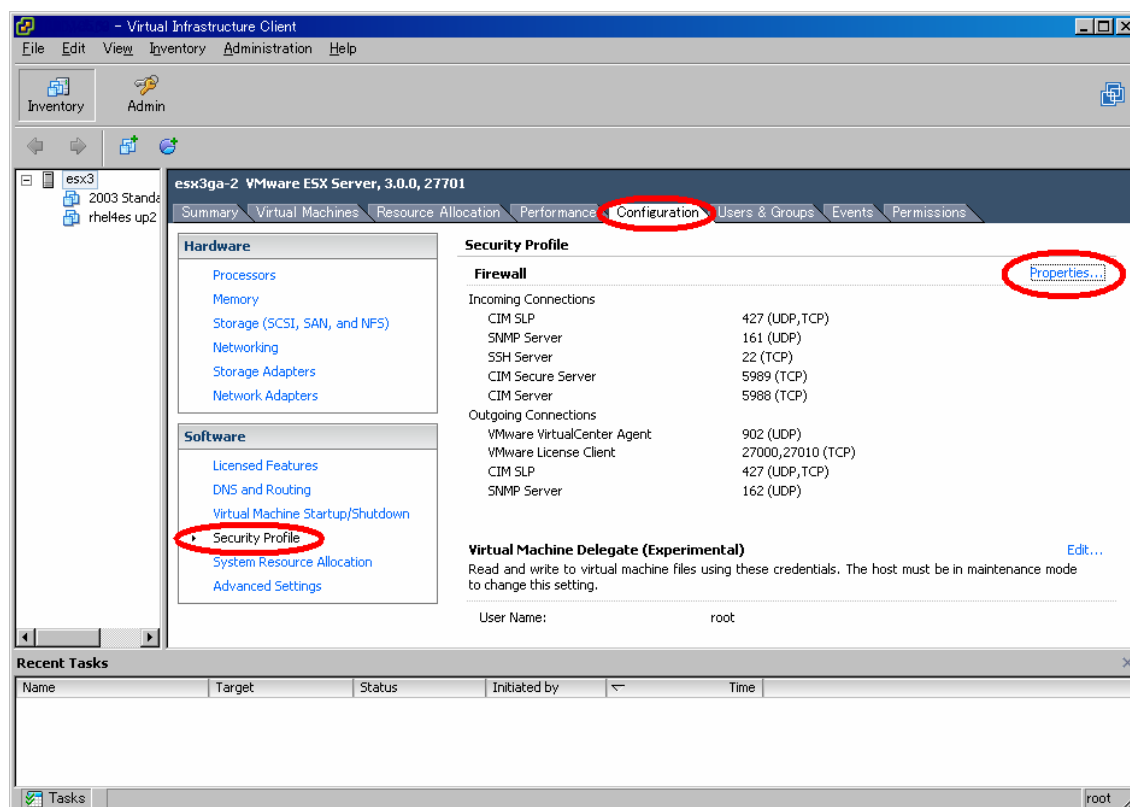 - Virtual Infrastructure Client
File Edit View Inventory Administration Help
Inventory Admin
esx3
2003 Standa
rhel4es up2
esx3ga-2 VMware ESX Server, 3.0.0, 27701
Summary Virtual Machines Resource Allocation Performance Configuration Users & Groups Events Permissions
Hardware
Processors
Memory
Storage (SCSI, SAN, and NFS)
Networking
Storage Adapters
Network Adapters
Software
Licensed Features
DNS and Routing
Virtual Machine Startup/Shutdown
Security Profile
System Resource Allocation
Advanced Settings
Security Profile
Firewall Properties...
Incoming Connections
CIM SLP 427 (UDP,TCP)
SNMP Server 161 (UDP)
SSH Server 22 (TCP)
CIM Secure Server 5989 (TCP)
CIM Server 5988 (TCP)
Outgoing Connections
VMware VirtualCenter Agent 902 (UDP)
VMware License Client 27000,27010 (TCP)
CIM SLP 427 (UDP,TCP)
SNMP Server 162 (UDP)
Virtual Machine Delegate (Experimental) Edit...
Read and write to virtual machine files using these credentials. The host must be in maintenance mode
to change this setting.
User Name: root
Recent Tasks
Name Target Status Initiated by Time
Tasks root